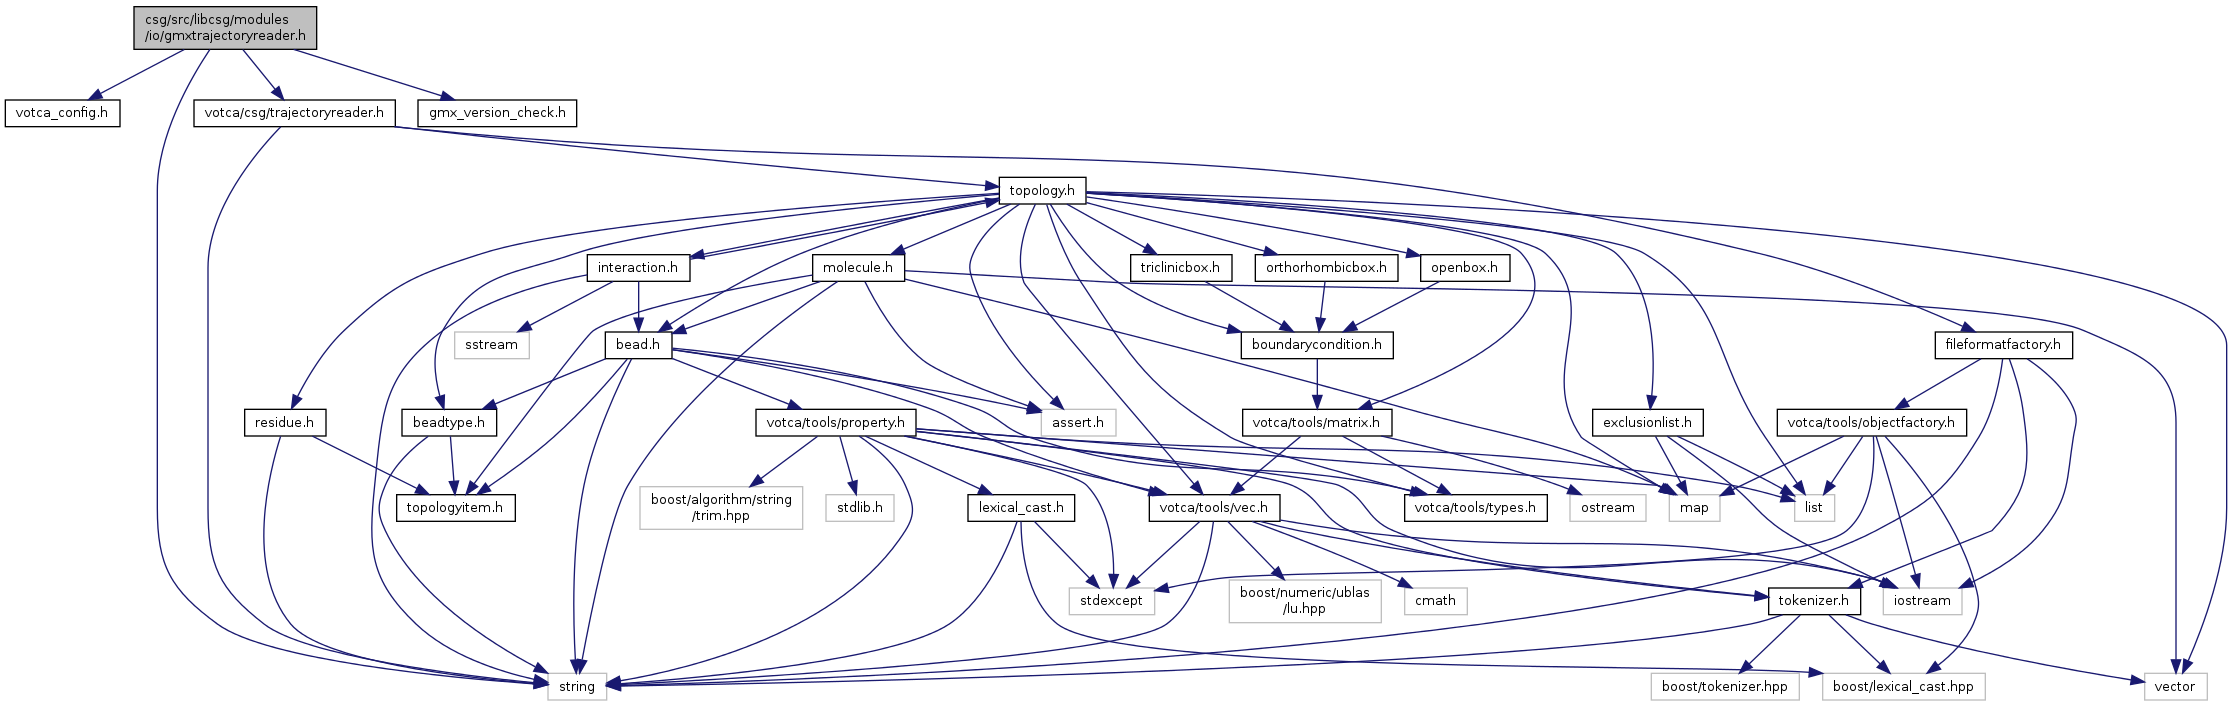 csg/src/libcsg/modules
/io/gmxtrajectoryreader.h
votca_config.h
votca/csg/trajectoryreader.h
gmx_version_check.h
topology.h
interaction.h
molecule.h
triclinicbox.h
orthorhombicbox.h
openbox.h
sstream
bead.h
boundarycondition.h
fileformatfactory.h
residue.h
beadtype.h
votca/tools/property.h
assert.h
votca/tools/matrix.h
exclusionlist.h
votca/tools/objectfactory.h
topologyitem.h
boost/algorithm/string
/trim.hpp
stdlib.h
lexical_cast.h
votca/tools/vec.h
votca/tools/types.h
ostream
map
list
stdexcept
boost/numeric/ublas
/lu.hpp
cmath
tokenizer.h
iostream
string
boost/tokenizer.hpp
boost/lexical_cast.hpp
vector